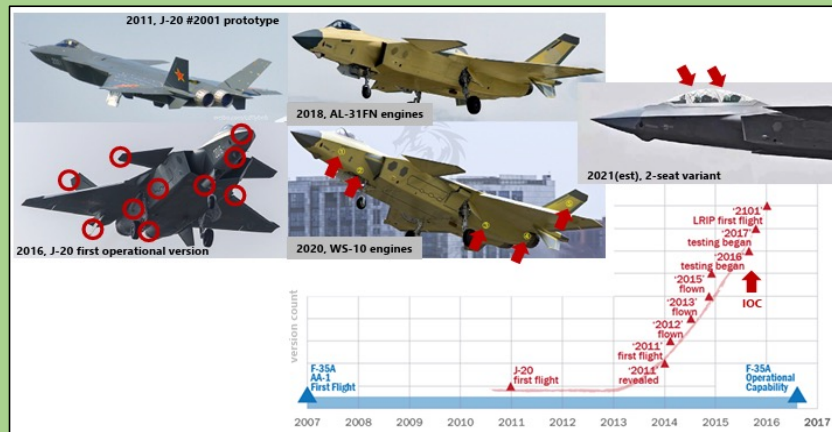 2011, J-20 #2001 prototype
2018, AL-31FN engines
2021(est), 2-seat variant
2016, J-20 first operational version
2020, WS-10 engines
version count
'2101'
LRIP first flight
'2017'
testing began
'2016'
testing began
IOC
'2015'
flown
'2013'
flown
'2012'
flown
'2011'
first flight
'2011'
revealed
J-20
first flight
F-35A
AA-1
First Flight
F-35A
Operational
Capability
2007 2008 2009 2010 2011 2012 2013 2014 2015 2016 2017